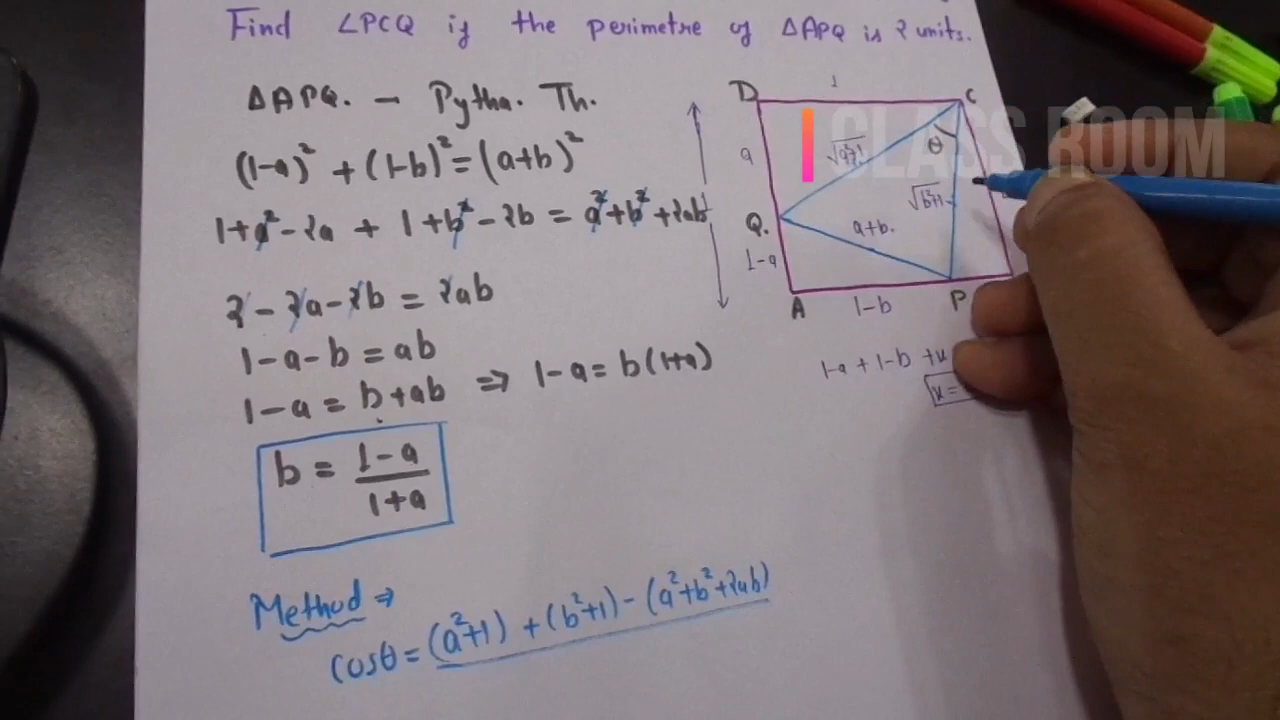 Find ∠PCQ if the perimetre of ΔAPQ is 2 units.
ΔAPQ. – Pytha. Th.
(1-a)² + (1-b)² = (a+b)²
1+a²-2a + 1+b²-2b = a²+b²+2ab
2-2a-2b = 2ab
1-a-b = ab
1-a = b+ab ⇒ 1-a = b(1+a)
b = 1-a
1+a
Method ⇒
cosθ = (a²+1) + (b²+1) - (a²+b²+2ab)
D 1 C
CLASS ROOM
a √a²+1 θ
√b²+1
Q. a+b.
1-a
A 1-b P
1-a + 1-b + x
x =